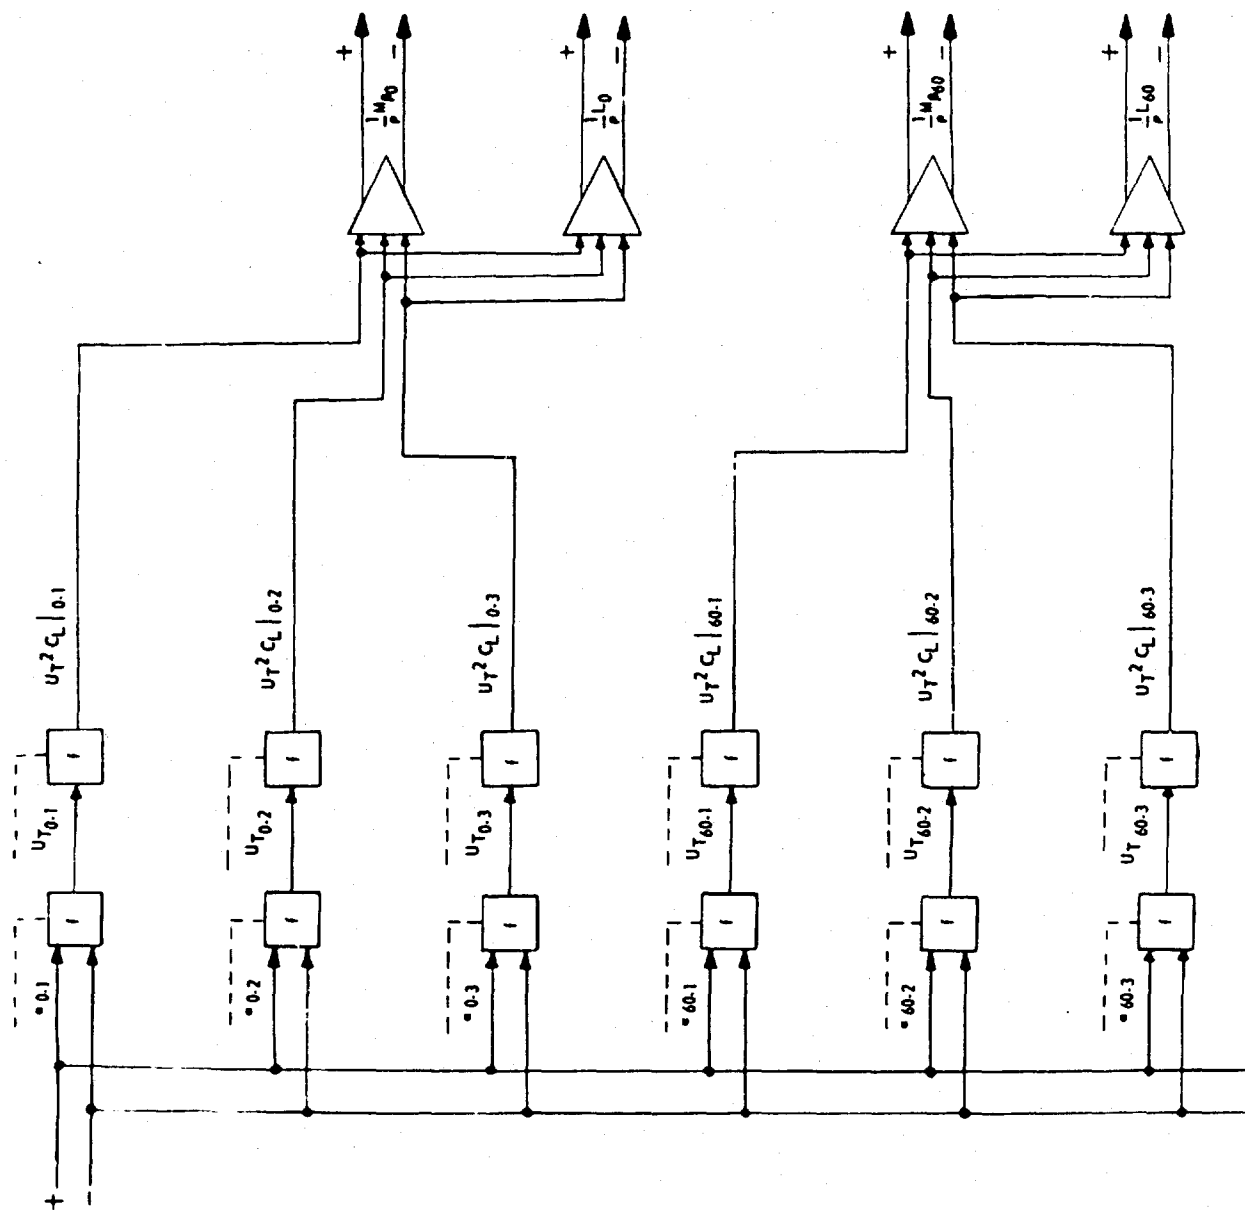 + − + − + − + −
1/ρ M_β0
1/ρ L_0
1/ρ M_β60
1/ρ L_60
U_T² C_L |0-1
U_T² C_L |0-2
U_T² C_L |0-3
U_T² C_L |60-1
U_T² C_L |60-2
U_T² C_L |60-3
f f f f f f
U_T0-1
U_T0-2
U_T0-3
U_T60-1
U_T60-2
U_T60-3
f f f f f f
0-1
0-2
0-3
60-1
60-2
60-3
+
−